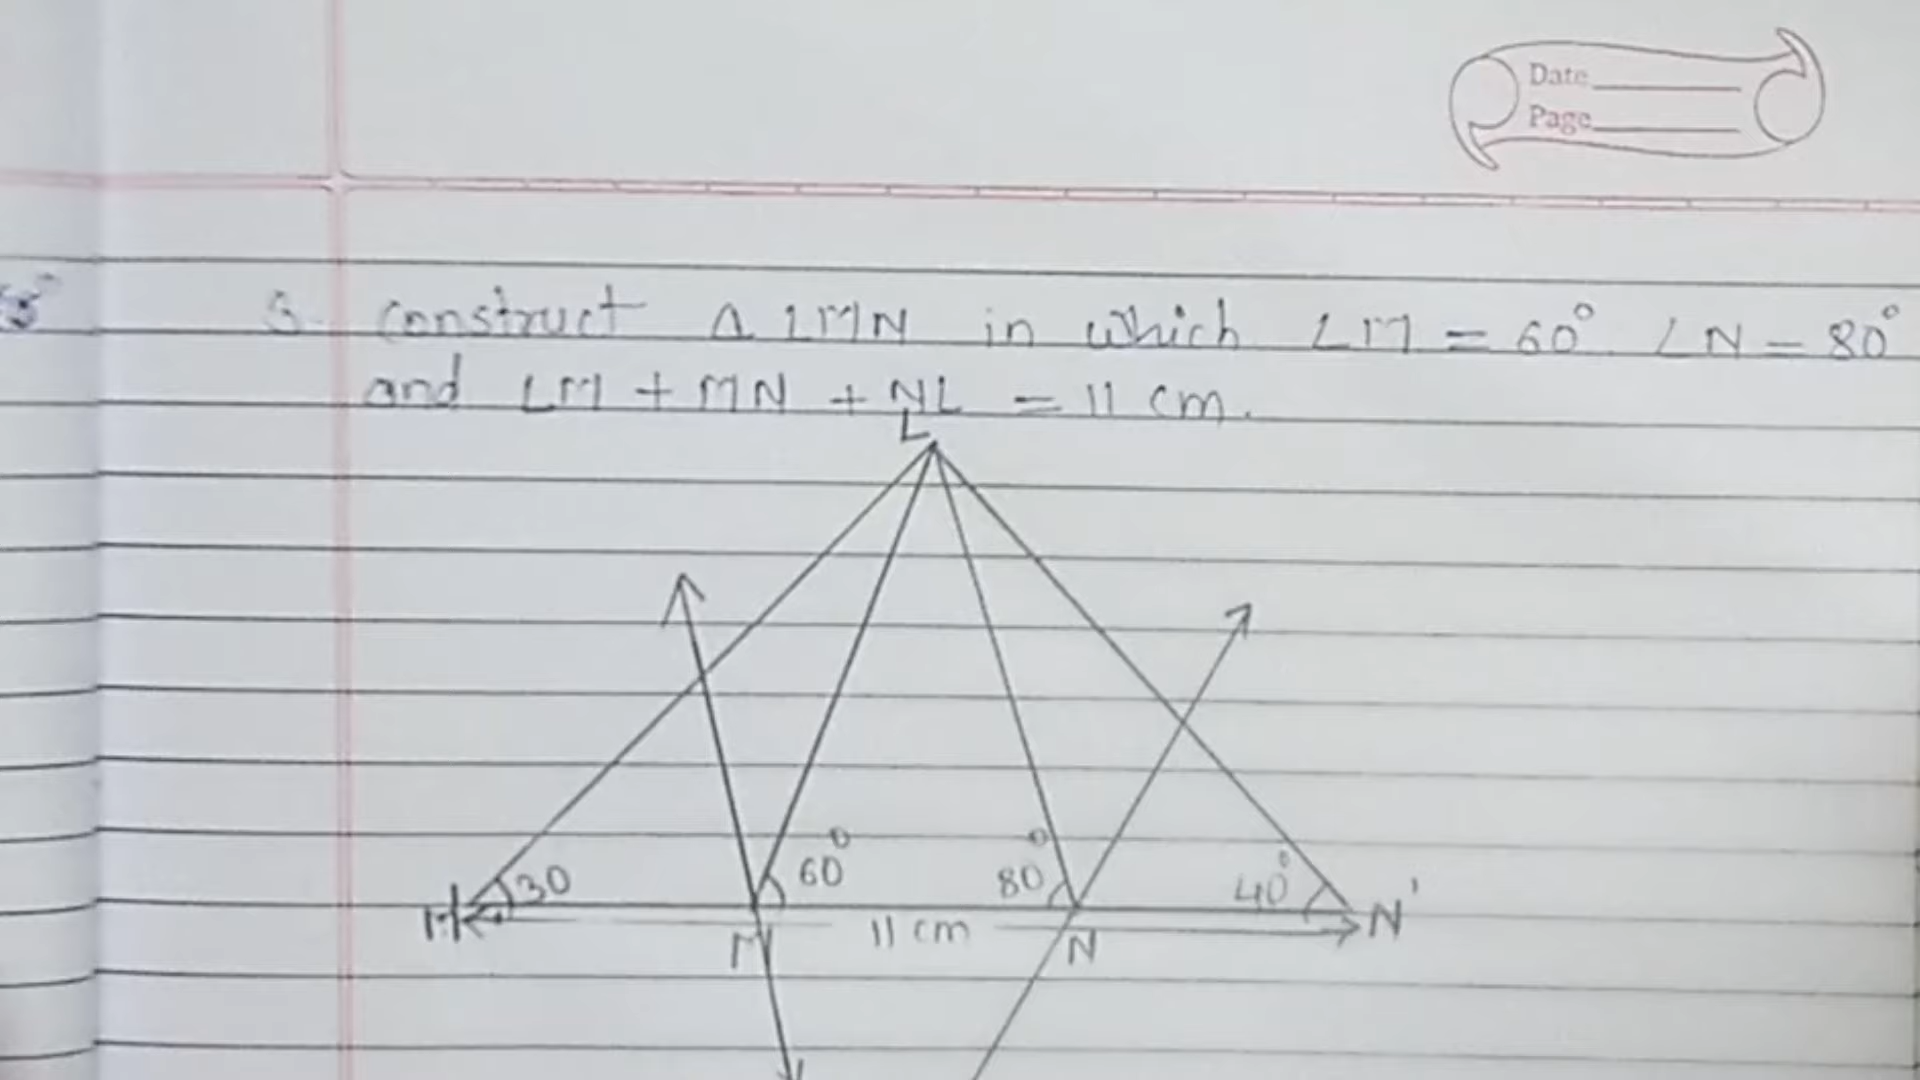 Date
Page
3. construct Δ LMN in which ∠M = 60° ∠N = 80°
and LM + MN + NL = 11 cm.
L
30 60° 80° 40°
M N'
11 cm
M N